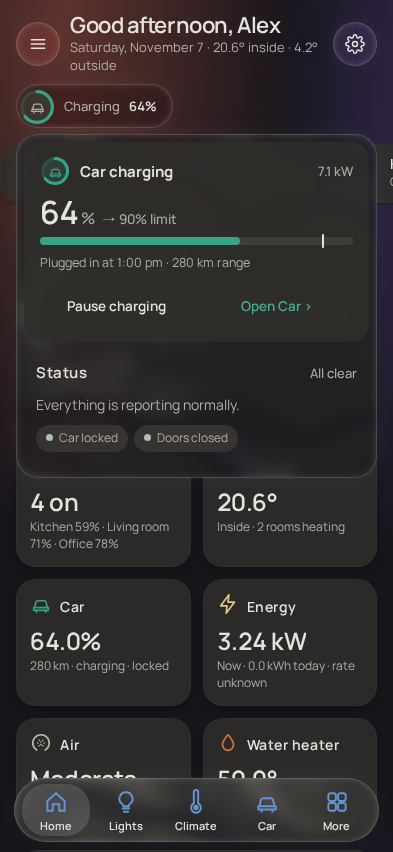 Good afternoon, Alex
Saturday, November 7 · 20.6° inside · 4.2°
outside
Charging 64%
Car charging 7.1 kW
64 % → 90% limit
Plugged in at 1:00 pm · 280 km range
Pause charging Open Car ›
Status All clear
Everything is reporting normally.
Car locked Doors closed
4 on
Kitchen 59% · Living room
71% · Office 78%
20.6°
Inside · 2 rooms heating
Car
64.0%
280 km · charging · locked
Energy
3.24 kW
Now · 0.0 kWh today · rate
unknown
Air
Moderate
Water heater
Home Lights Climate Car More